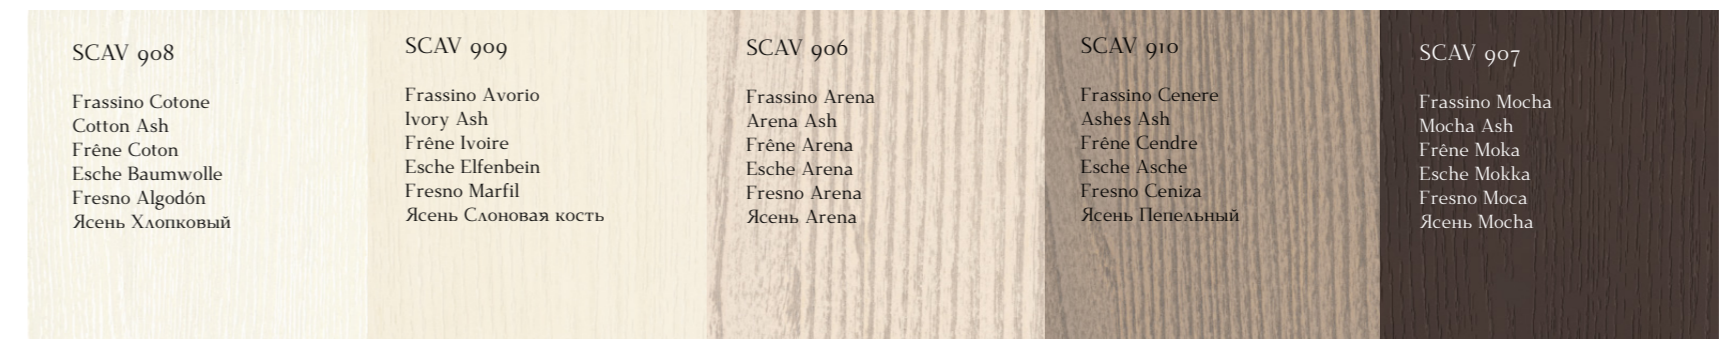 SCAV 908
Frassino Cotone
Cotton Ash
Frêne Coton
Esche Baumwolle
Fresno Algodón
Ясень Хлопковый
SCAV 909
Frassino Avorio
Ivory Ash
Frêne Ivoire
Esche Elfenbein
Fresno Marfil
Ясень Слоновая кость
SCAV 906
Frassino Arena
Arena Ash
Frêne Arena
Esche Arena
Fresno Arena
Ясень Arena
SCAV 910
Frassino Cenere
Ashes Ash
Frêne Cendre
Esche Asche
Fresno Ceniza
Ясень Пепельный
SCAV 907
Frassino Mocha
Mocha Ash
Frêne Moka
Esche Mokka
Fresno Moca
Ясень Mocha